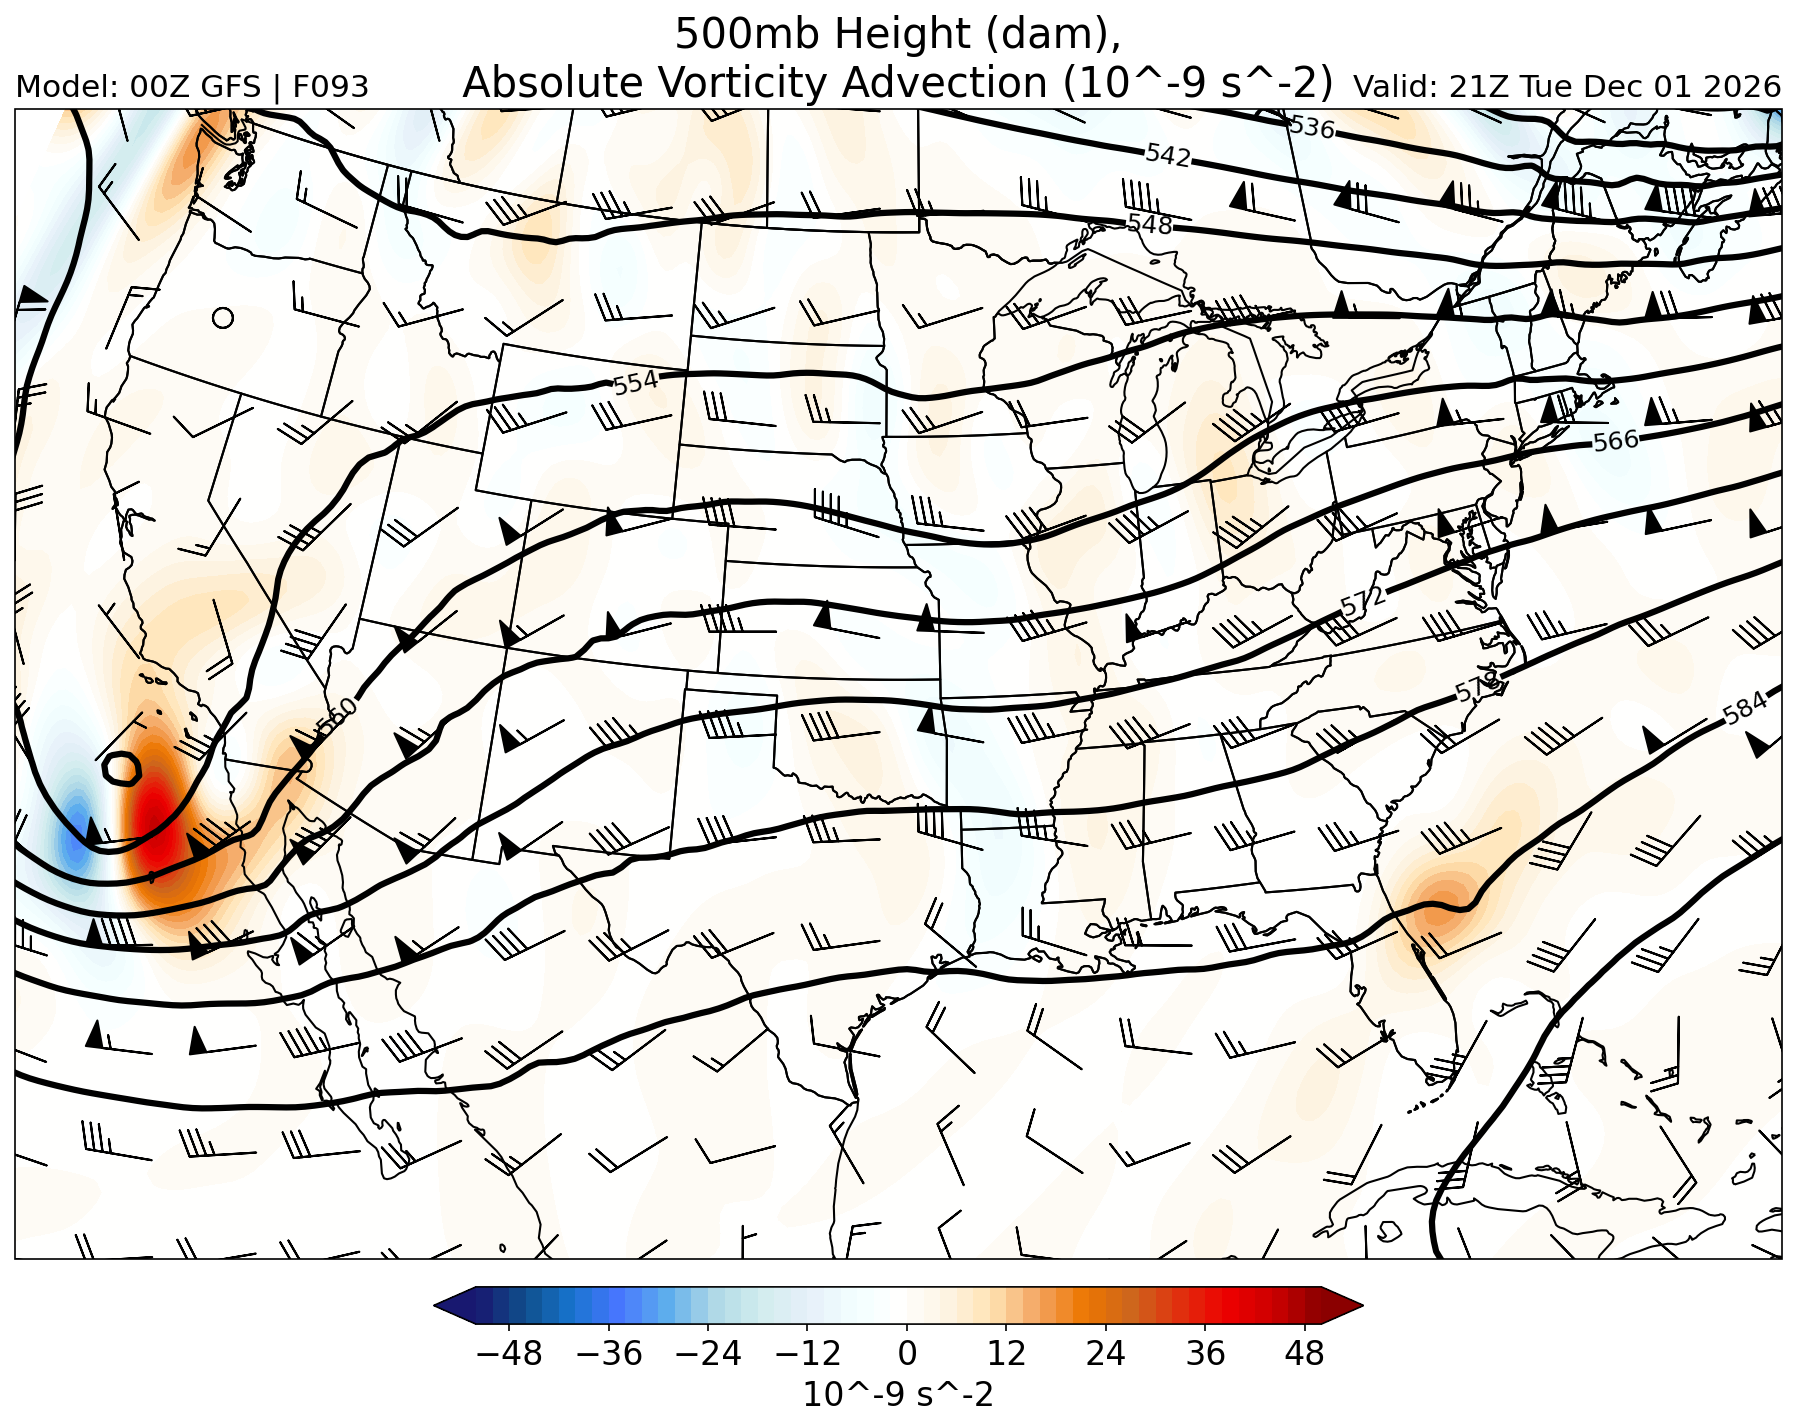 500mb Height (dam),
Model: 00Z GFS | F093
Absolute Vorticity Advection (10^-9 s^-2)
Valid: 21Z Tue Dec 01 2026
536
542
548
554
566
572
578
560
584
−48 −36 −24 −12 0 12 24 36 48
10^-9 s^-2